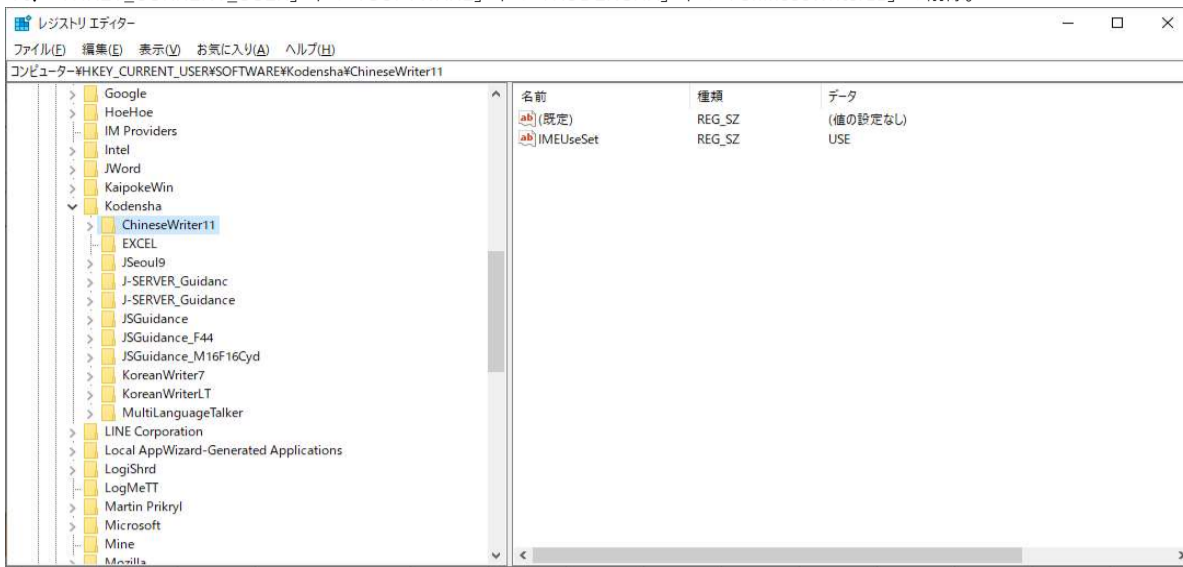 レジストリ エディター
ファイル(F) 編集(E) 表示(V) お気に入り(A) ヘルプ(H)
コンピューター¥HKEY_CURRENT_USER¥SOFTWARE¥Kodensha¥ChineseWriter11
Google
HoeHoe
IM Providers
Intel
JWord
KaipokeWin
Kodensha
ChineseWriter11
EXCEL
JSeoul9
J-SERVER_Guidanc
J-SERVER_Guidance
JSGuidance
JSGuidance_F44
JSGuidance_M16F16Cyd
KoreanWriter7
KoreanWriterLT
MultiLanguageTalker
LINE Corporation
Local AppWizard-Generated Applications
LogiShrd
LogMeTT
Martin Prikryl
Microsoft
Mine
Mozilla
名前 種類 データ
(既定) REG_SZ (値の設定なし)
IMEUseSet REG_SZ USE